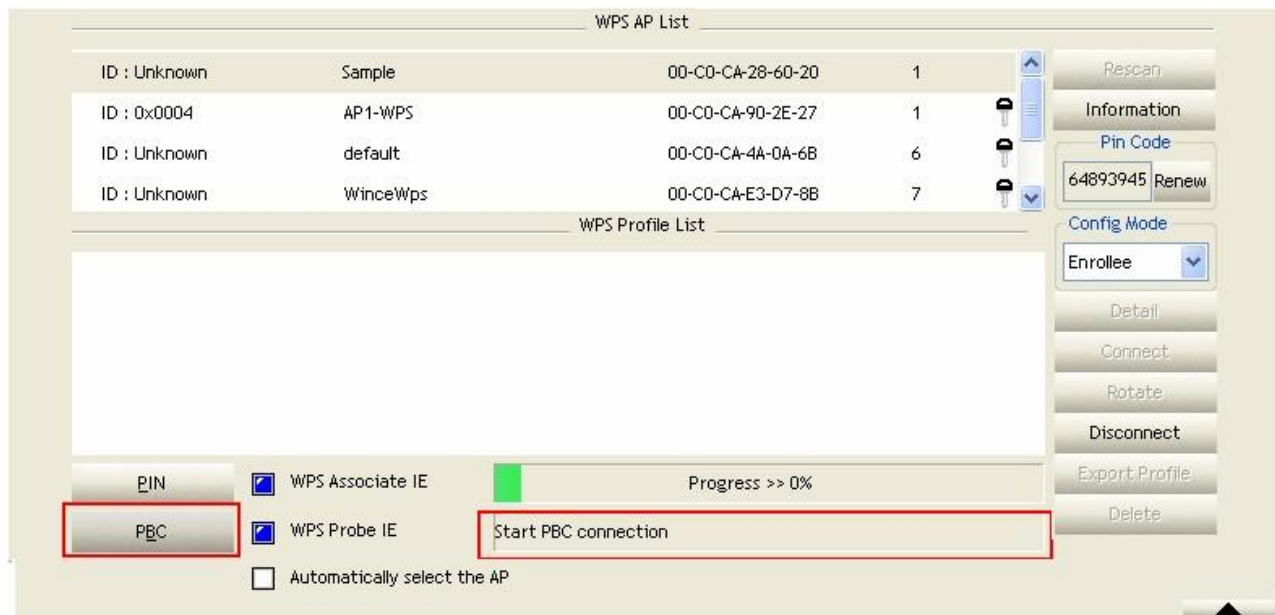 WPS AP List
ID : Unknown Sample 00-C0-CA-28-60-20 1
ID : 0x0004 AP1-WPS 00-C0-CA-90-2E-27 1
ID : Unknown default 00-C0-CA-4A-0A-6B 6
ID : Unknown WinceWps 00-C0-CA-E3-D7-8B 7
Rescan
Information
Pin Code
64893945 Renew
Config Mode
Enrollee
Detail
Connect
Rotate
Disconnect
Export Profile
Delete
WPS Profile List
PIN WPS Associate IE Progress >> 0%
PBC WPS Probe IE Start PBC connection
Automatically select the AP